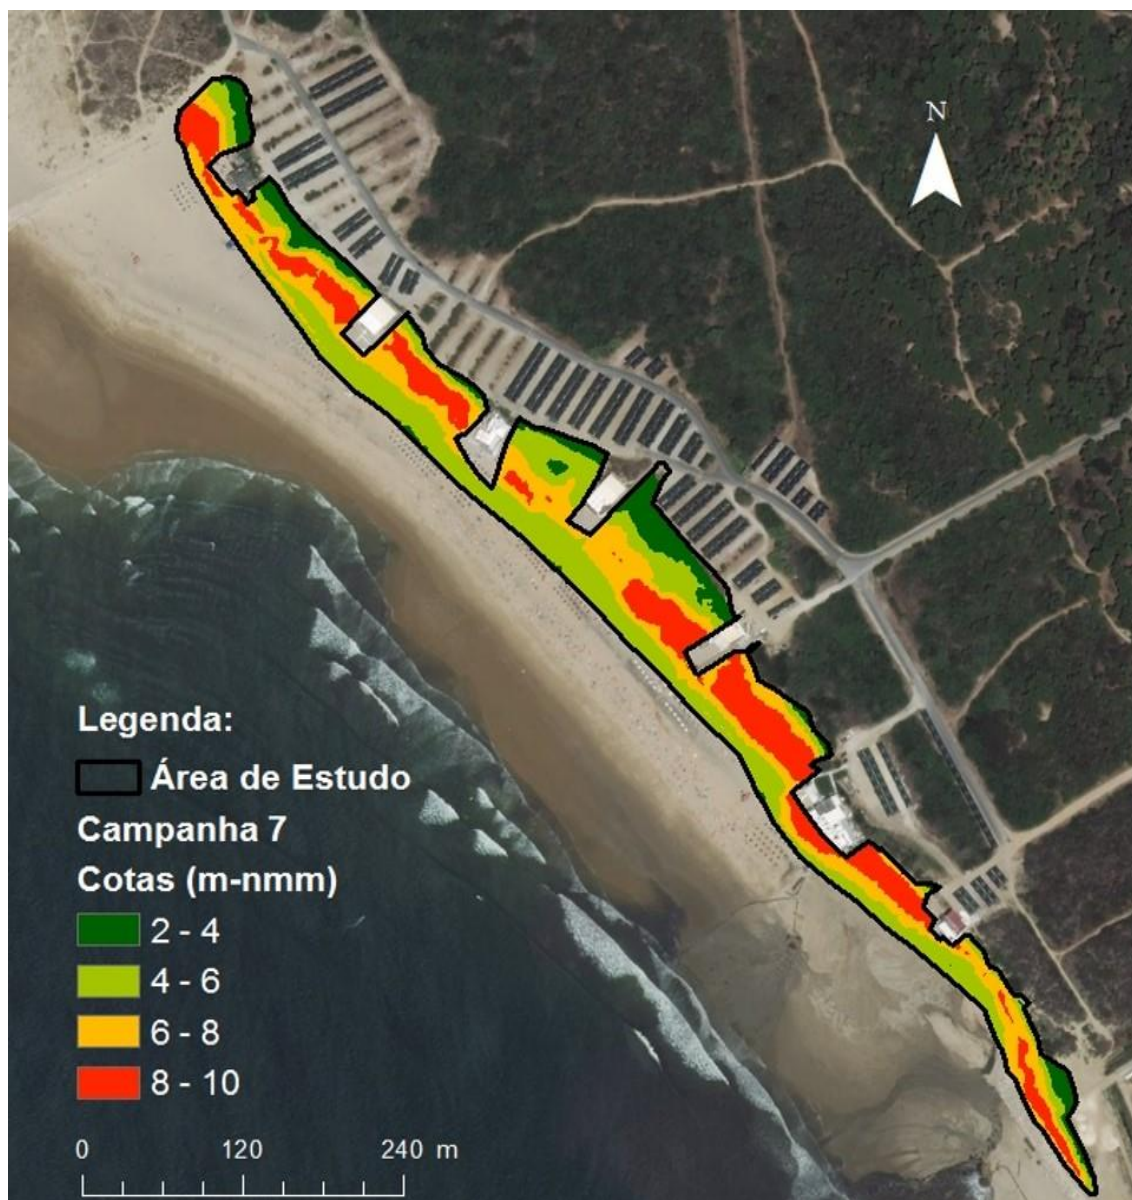 N
Legenda:
Área de Estudo
Campanha 7
Cotas (m-nmm)
2 - 4
4 - 6
6 - 8
8 - 10
0 120 240 m